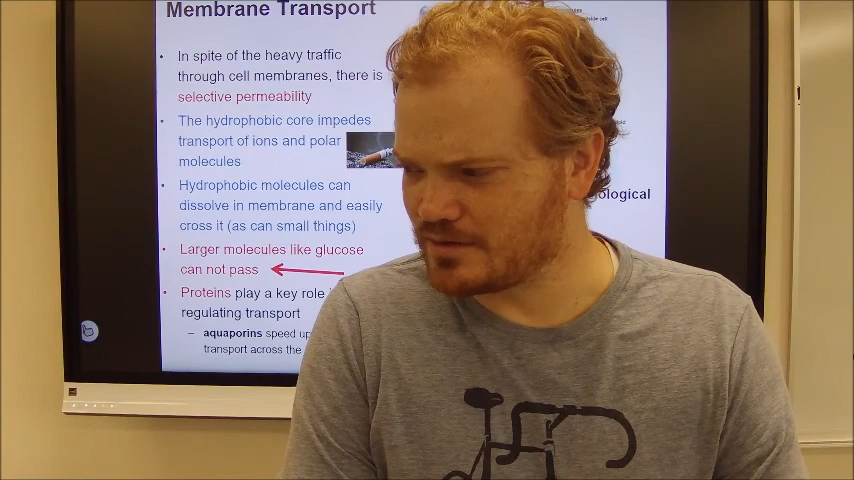 Membrane Transport
• In spite of the heavy traffic
through cell membranes, there is
selective permeability
• The hydrophobic core impedes
transport of ions and polar
molecules
• Hydrophobic molecules can
dissolve in membrane and easily
cross it (as can small things)
• Larger molecules like glucose
can not pass
• Proteins play a key role
regulating transport
– aquaporins speed up
transport across the
outside cell
ological